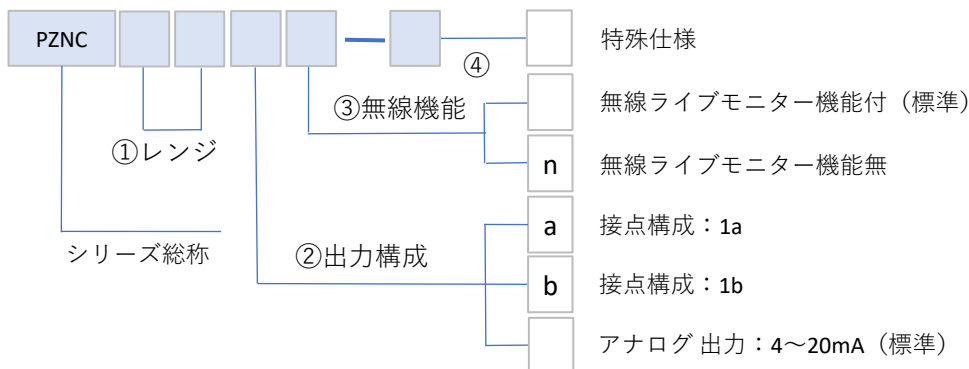 PZNC
特殊仕様
④
③無線機能
無線ライブモニター機能付（標準）
①レンジ
n
無線ライブモニター機能無
a
接点構成：1a
シリーズ総称
②出力構成
b
接点構成：1b
アナログ 出力：4～20mA（標準）